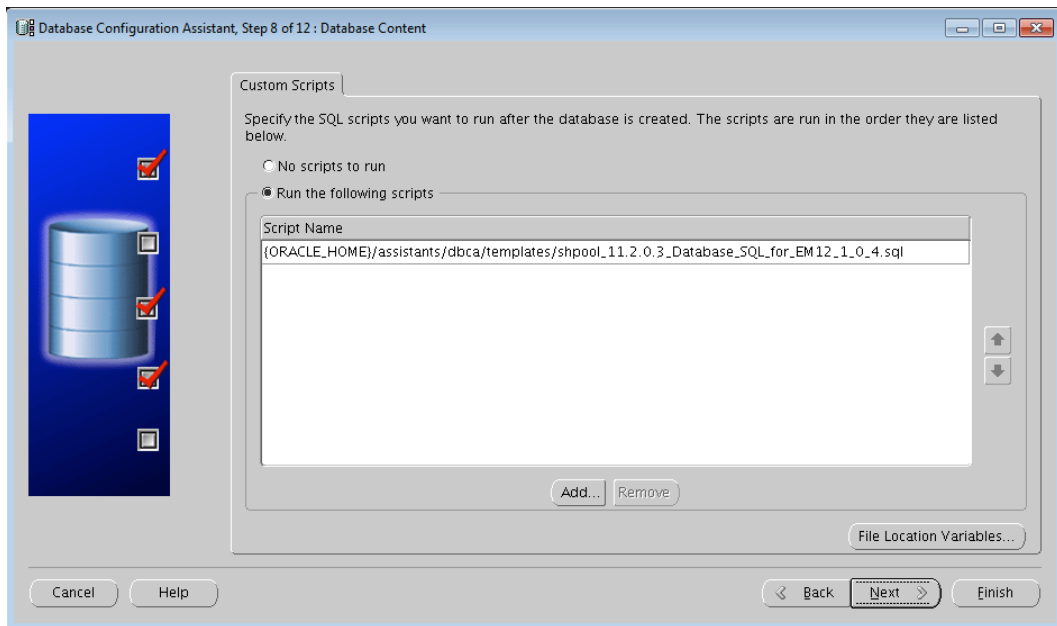 Database Configuration Assistant, Step 8 of 12 : Database Content
Custom Scripts
Specify the SQL scripts you want to run after the database is created. The scripts are run in the order they are listed
below.
No scripts to run
Run the following scripts
Script Name
{ORACLE_HOME}/assistants/dbca/templates/shpool_11.2.0.3_Database_SQL_for_EM12_1_0_4.sql
Add... Remove
File Location Variables...
Cancel Help Back Next Finish